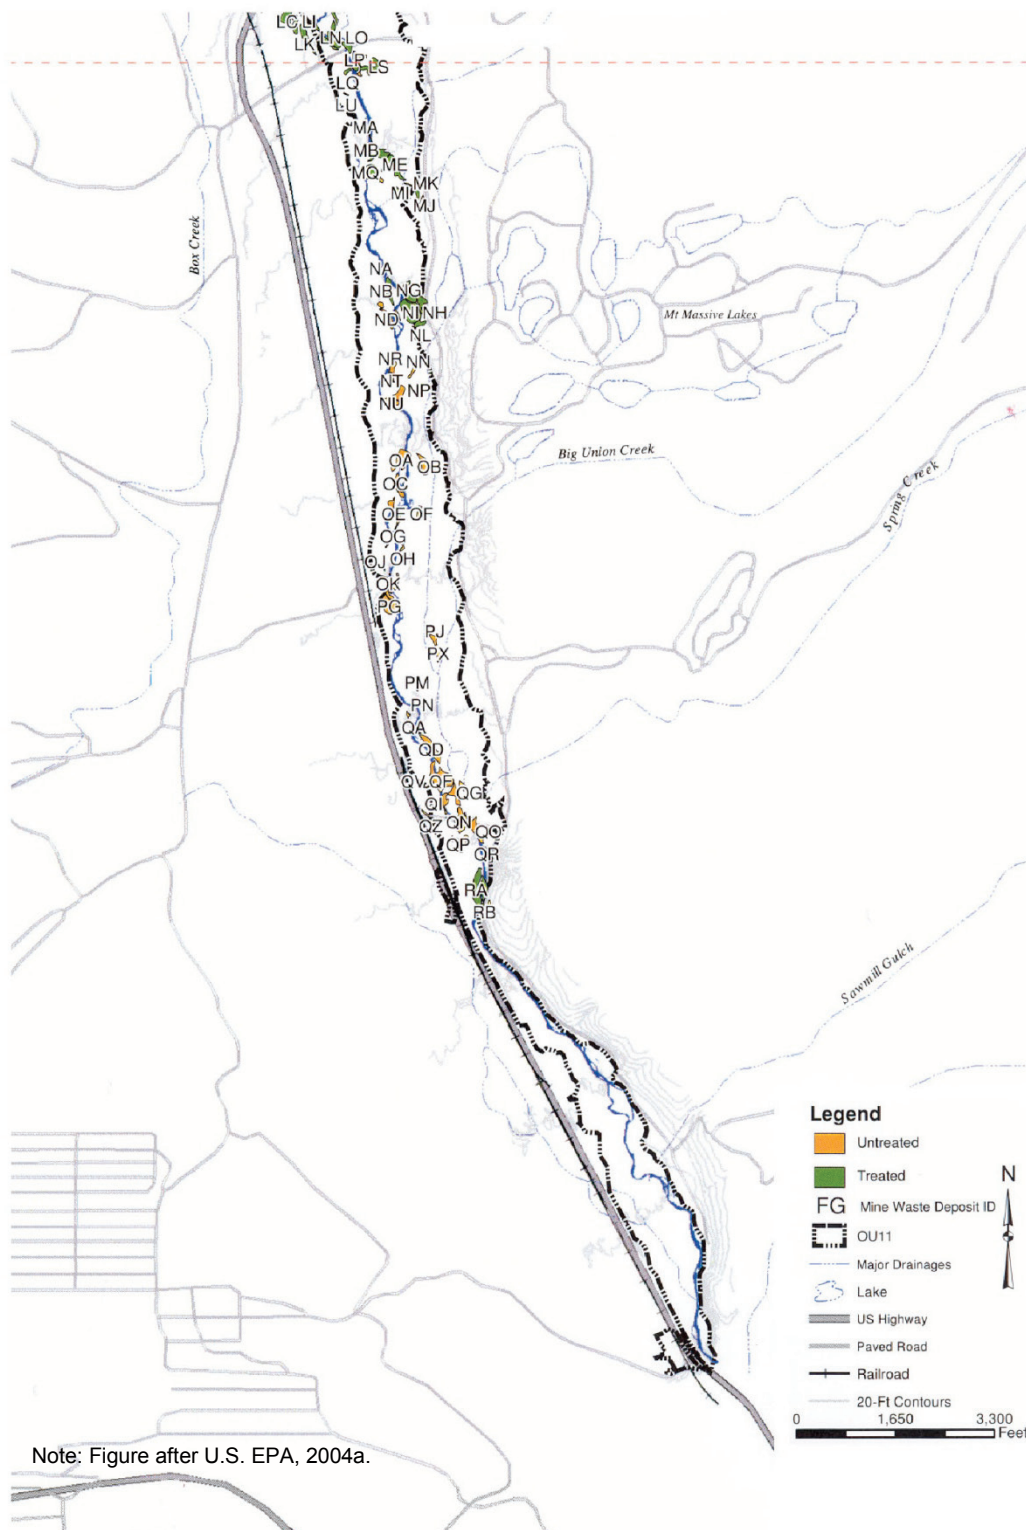 LC LI
LN LO
LK
LP
LS
LQ
LU
MA
MB
ME
MQ
MK
MI
MJ
Box Creek
NA
NB NG
NI NH
ND
NL
Mt Massive Lakes
NR NN
NT
NP
NU
Big Union Creek
OA
OB
OC
Spring Creek
OE OF
OG
OJ OH
OK
PG
PJ
PX
PM
PN
QA
QD
QV QF
QG
QI
QN
QZ
QO
QP
QR
RA
RB
Sawmill Gulch
Legend
Untreated
Treated
FG Mine Waste Deposit ID
OU11
Major Drainages
Lake
US Highway
Paved Road
Railroad
20-Ft Contours
N
0 1,650 3,300
Feet
Note: Figure after U.S. EPA, 2004a.